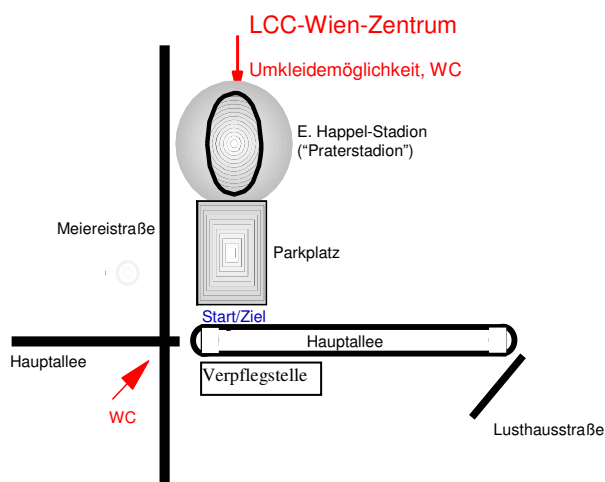 LCC-Wien-Zentrum
Umkleidemöglichkeit, WC
E. Happel-Stadion
(“Praterstadion”)
Meiereistraße
Parkplatz
Start/Ziel
Hauptallee
Hauptallee
Verpflegstelle
WC
Lusthausstraße